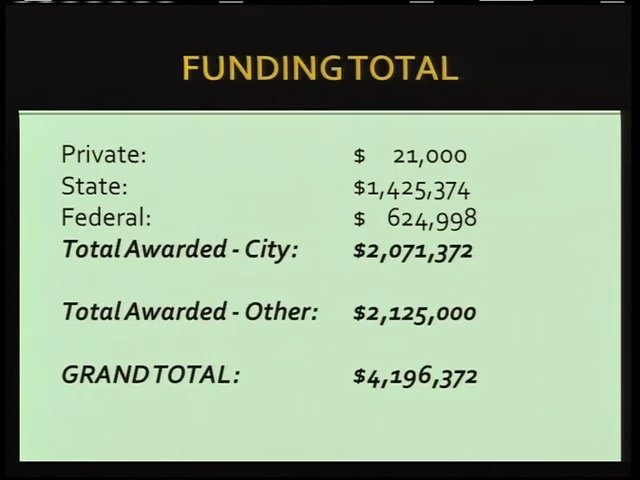 FUNDING TOTAL
Private: $ 21,000
State: $1,425,374
Federal: $ 624,998
Total Awarded - City: $2,071,372
Total Awarded - Other: $2,125,000
GRAND TOTAL: $4,196,372